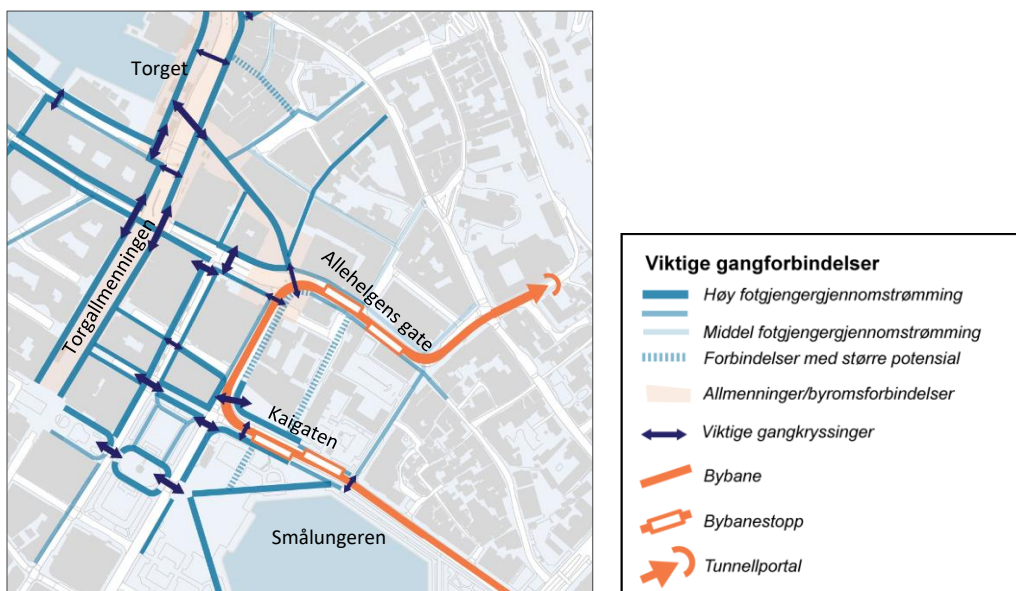 Torget
Torgallmenningen
Allehelgens gate
Kaigaten
Smålungeren
Viktige gangforbindelser
Høy fotgjengergjennomstrømming
Middel fotgjengergjennomstrømming
Forbindelser med større potensial
Allmenninger/byromsforbindelser
Viktige gangkryssinger
Bybane
Bybanestopp
Tunnellportal